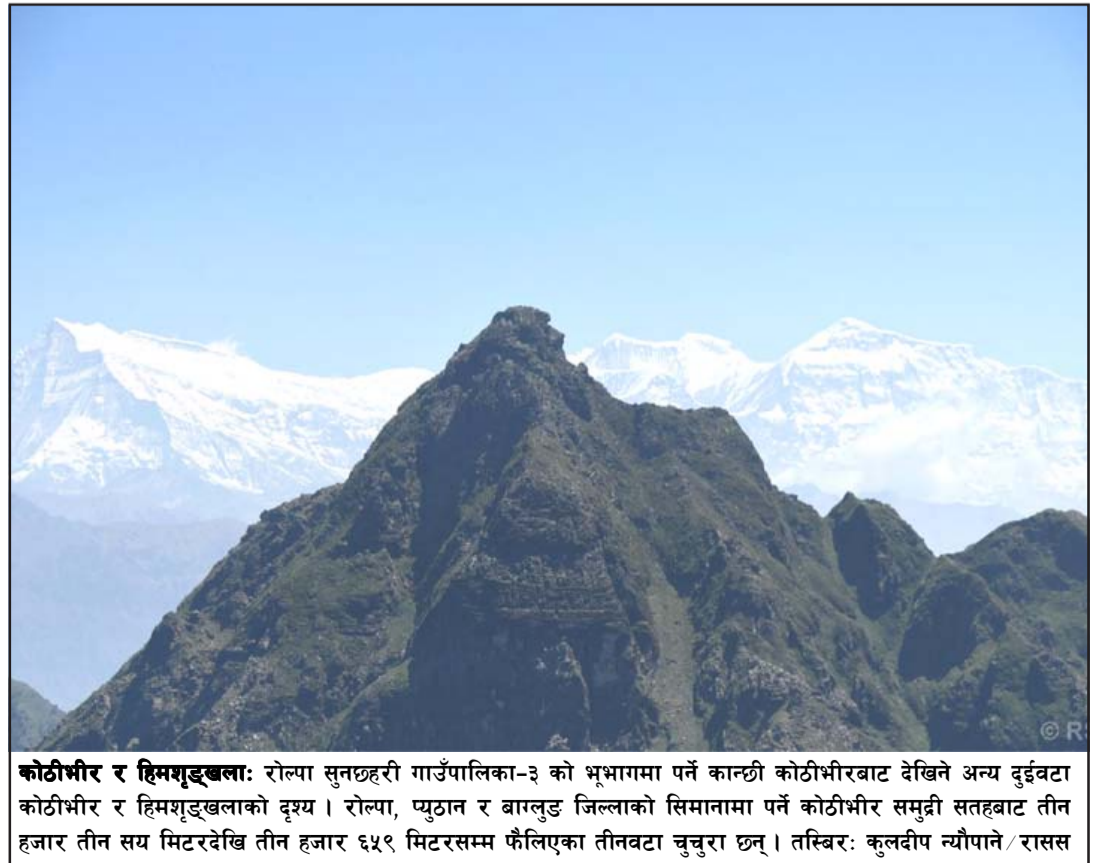 © R
कोठीभीर र हिमशृङ्खलाः रोल्पा सुनछहरी गाउँपालिका-३ को भूभागमा पर्ने कान्छी कोठीभीरबाट देखिने अन्य दुईवटा
कोठीभीर र हिमशृङ्खलाको दृश्य । रोल्पा, प्युठान र बाग्लुङ जिल्लाको सिमानामा पर्ने कोठीभीर समुद्री सतहबाट तीन
हजार तीन सय मिटरदेखि तीन हजार ६५९ मिटरसम्म फैलिएका तीनवटा चुचुरा छन् । तस्बिरः कुलदीप न्यौपाने/रासस